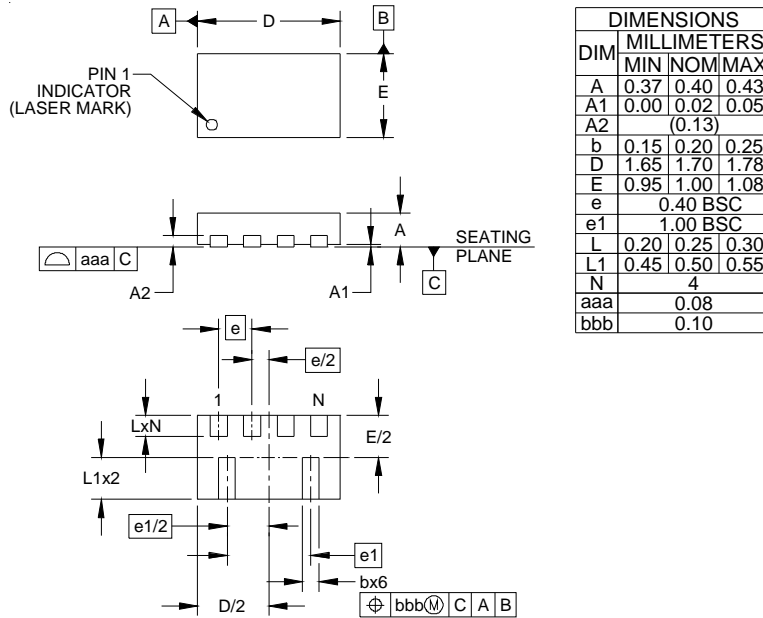 A
D
B
PIN 1
INDICATOR
(LASER MARK)
E
A
SEATING
PLANE
aaa C
A2
A1
C
e
e/2
1
N
LxN
E/2
L1x2
e1/2
e1
bx6
D/2
bbb Ⓜ C A B
DIMENSIONS
DIM MILLIMETERS
MIN NOM MAX
A 0.37 0.40 0.43
A1 0.00 0.02 0.05
A2 (0.13)
b 0.15 0.20 0.25
D 1.65 1.70 1.78
E 0.95 1.00 1.08
e 0.40 BSC
e1 1.00 BSC
L 0.20 0.25 0.30
L1 0.45 0.50 0.55
N 4
aaa 0.08
bbb 0.10